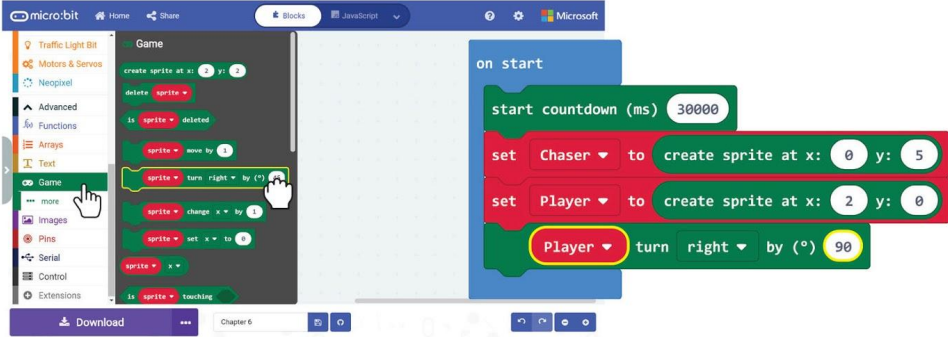 micro:bit Home Share Blocks JavaScript Microsoft
Traffic Light Bit
Motors & Servos
Neopixel
Advanced
Functions
Arrays
Text
Game
more
Images
Pins
Serial
Control
Extensions
Game
create sprite at x: 2 y: 2
delete sprite
is sprite deleted
sprite move by 1
sprite turn right by (°)
sprite change x by 1
sprite set x to 0
sprite x
is sprite touching
on start
start countdown (ms) 30000
set Chaser to create sprite at x: 0 y: 5
set Player to create sprite at x: 2 y: 0
Player turn right by (°) 90
Download Chapter 6